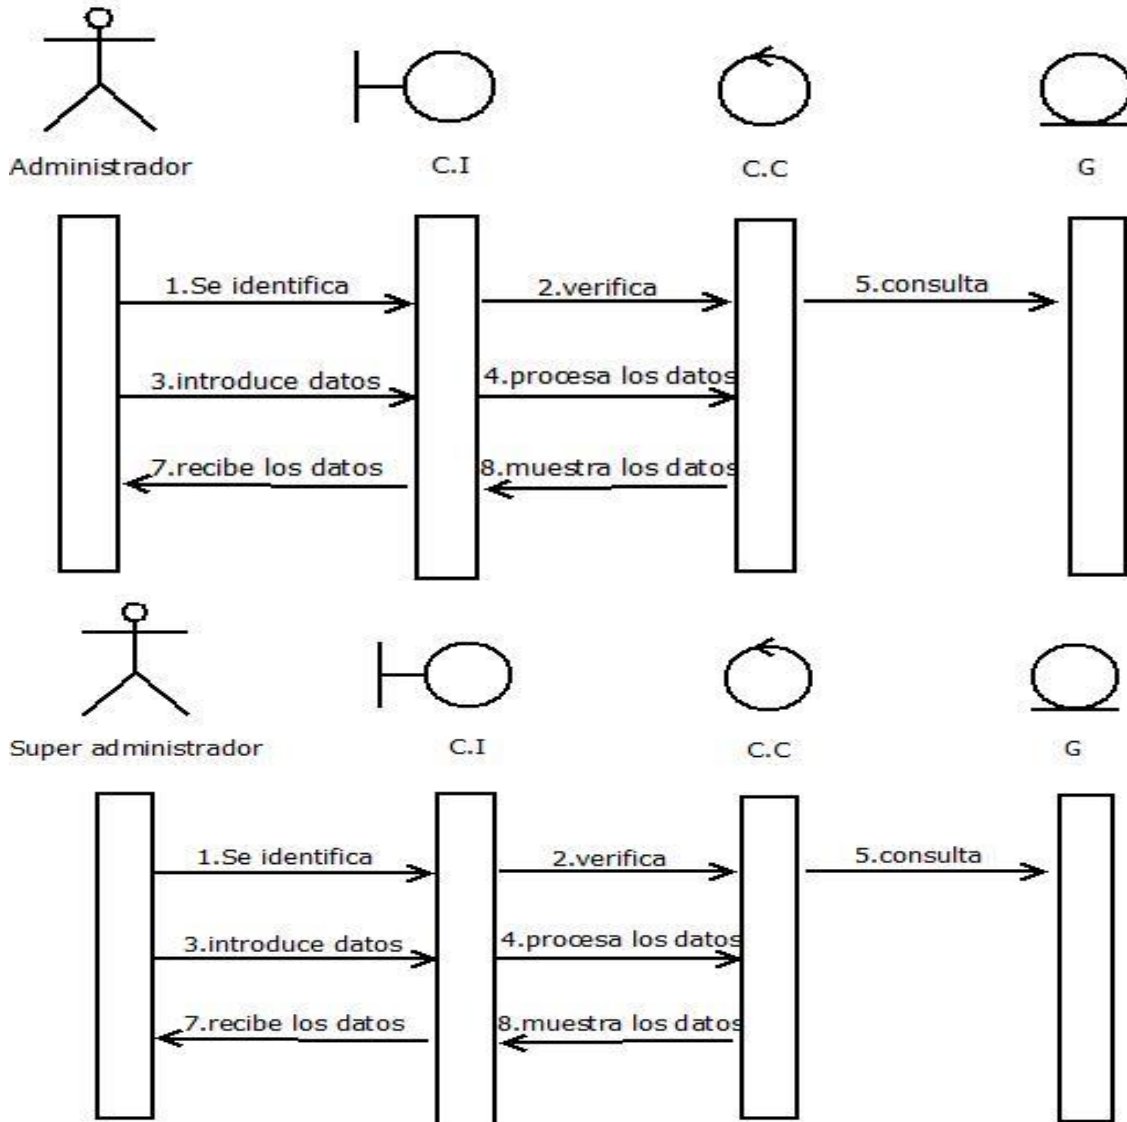 Administrador
C.I
C.C
G
1.Se identifica
2.verifica
5.consulta
3.introduce datos
4.procesa los datos
7.recibe los datos
8.muestra los datos
Super administrador
C.I
C.C
G
1.Se identifica
2.verifica
5.consulta
3.introduce datos
4.procesa los datos
7.recibe los datos
8.muestra los datos